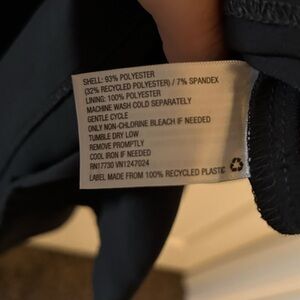 SHELL: 93% POLYESTER
(32% RECYCLED POLYESTER) / 7% SPANDEX
LINING: 100% POLYESTER
MACHINE WASH COLD SEPARATELY
GENTLE CYCLE
ONLY NON-CHLORINE BLEACH IF NEEDED
TUMBLE DRY LOW
REMOVE PROMPTLY
COOL IRON IF NEEDED
RN17730 VN1247024
LABEL MADE FROM 100% RECYCLED PLASTIC